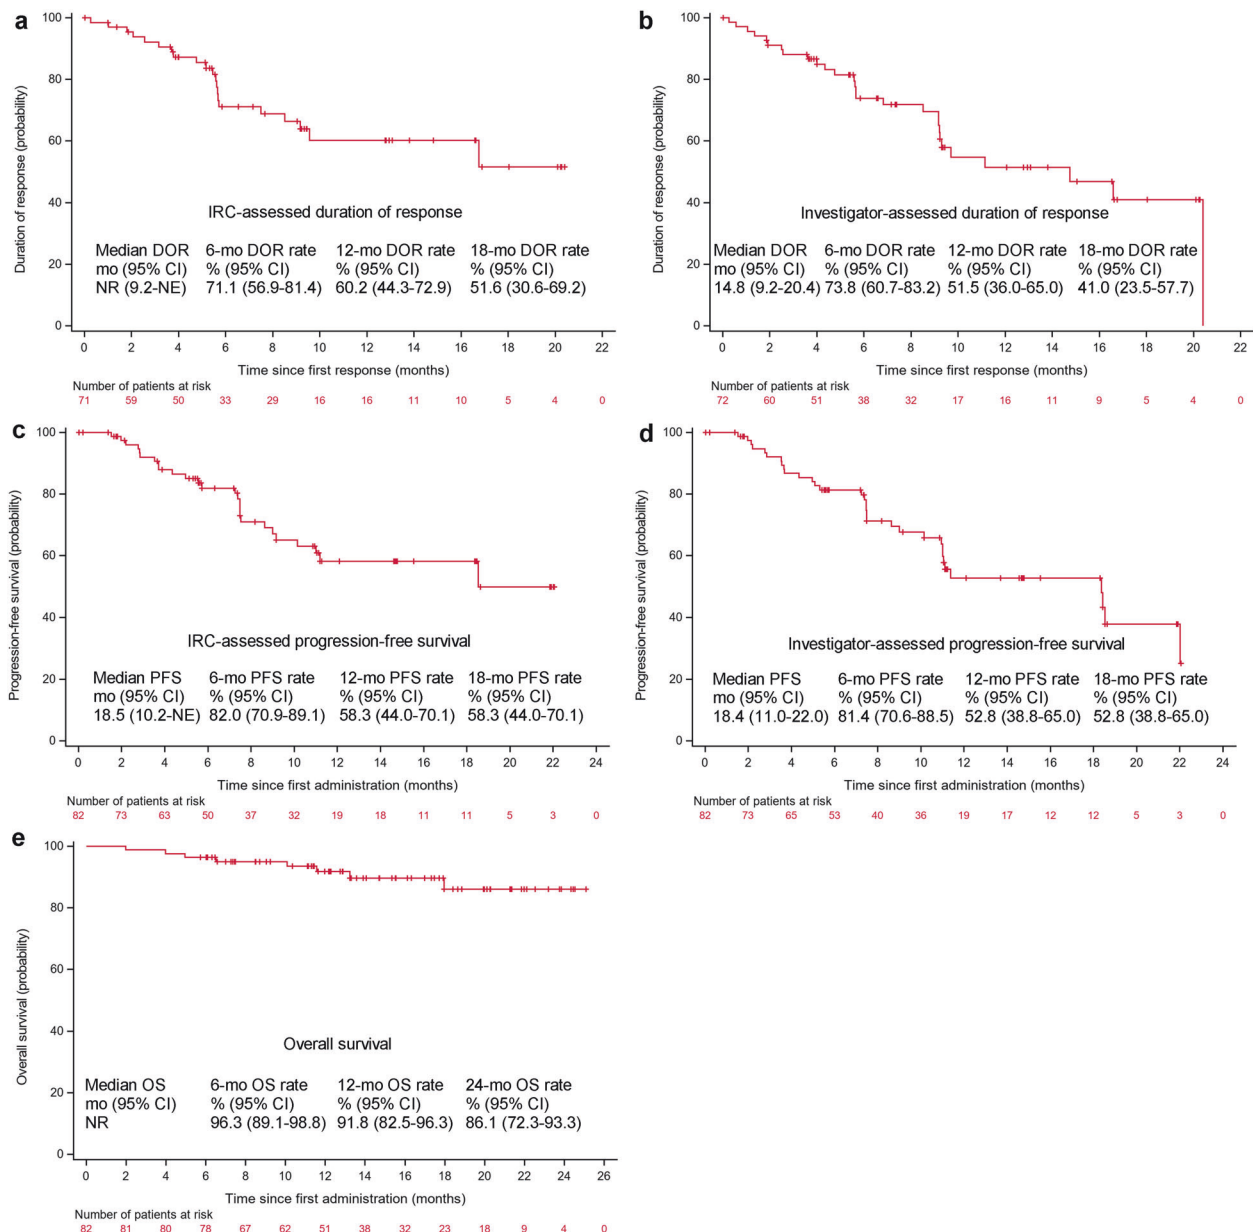 a
100
80
60
40
20
0
Duration of response (probability)
IRC-assessed duration of response
Median DOR 6-mo DOR rate 12-mo DOR rate 18-mo DOR rate
mo (95% CI) % (95% CI) % (95% CI) % (95% CI)
NR (9.2-NE) 71.1 (56.9-81.4) 60.2 (44.3-72.9) 51.6 (30.6-69.2)
0 2 4 6 8 10 12 14 16 18 20 22
Time since first response (months)
Number of patients at risk
71 59 50 33 29 16 16 11 10 5 4 0
b
100
80
60
40
20
0
Duration of response (probability)
Investigator-assessed duration of response
Median DOR 6-mo DOR rate 12-mo DOR rate 18-mo DOR rate
mo (95% CI) % (95% CI) % (95% CI) % (95% CI)
14.8 (9.2-20.4) 73.8 (60.7-83.2) 51.5 (36.0-65.0) 41.0 (23.5-57.7)
0 2 4 6 8 10 12 14 16 18 20 22
Time since first response (months)
Number of patients at risk
72 60 51 38 32 17 16 11 9 5 4 0
c
100
80
60
40
20
0
Progression-free survival (probability)
IRC-assessed progression-free survival
Median PFS 6-mo PFS rate 12-mo PFS rate 18-mo PFS rate
mo (95% CI) % (95% CI) % (95% CI) % (95% CI)
18.5 (10.2-NE) 82.0 (70.9-89.1) 58.3 (44.0-70.1) 58.3 (44.0-70.1)
0 2 4 6 8 10 12 14 16 18 20 22 24
Time since first administration (months)
Number of patients at risk
82 73 63 50 37 32 19 18 11 11 5 3 0
d
100
80
60
40
20
0
Progression-free survival (probability)
Investigator-assessed progression-free survival
Median PFS 6-mo PFS rate 12-mo PFS rate 18-mo PFS rate
mo (95% CI) % (95% CI) % (95% CI) % (95% CI)
18.4 (11.0-22.0) 81.4 (70.6-88.5) 52.8 (38.8-65.0) 52.8 (38.8-65.0)
0 2 4 6 8 10 12 14 16 18 20 22 24
Time since first administration (months)
Number of patients at risk
82 73 65 53 40 36 19 17 12 12 5 3 0
e
100
80
60
40
20
0
Overall survival (probability)
Overall survival
Median OS 6-mo OS rate 12-mo OS rate 24-mo OS rate
mo (95% CI) % (95% CI) % (95% CI) % (95% CI)
NR 96.3 (89.1-98.8) 91.8 (82.5-96.3) 86.1 (72.3-93.3)
0 2 4 6 8 10 12 14 16 18 20 22 24 26
Time since first administration (months)
Number of patients at risk
82 81 80 78 67 62 51 38 32 23 18 9 4 0